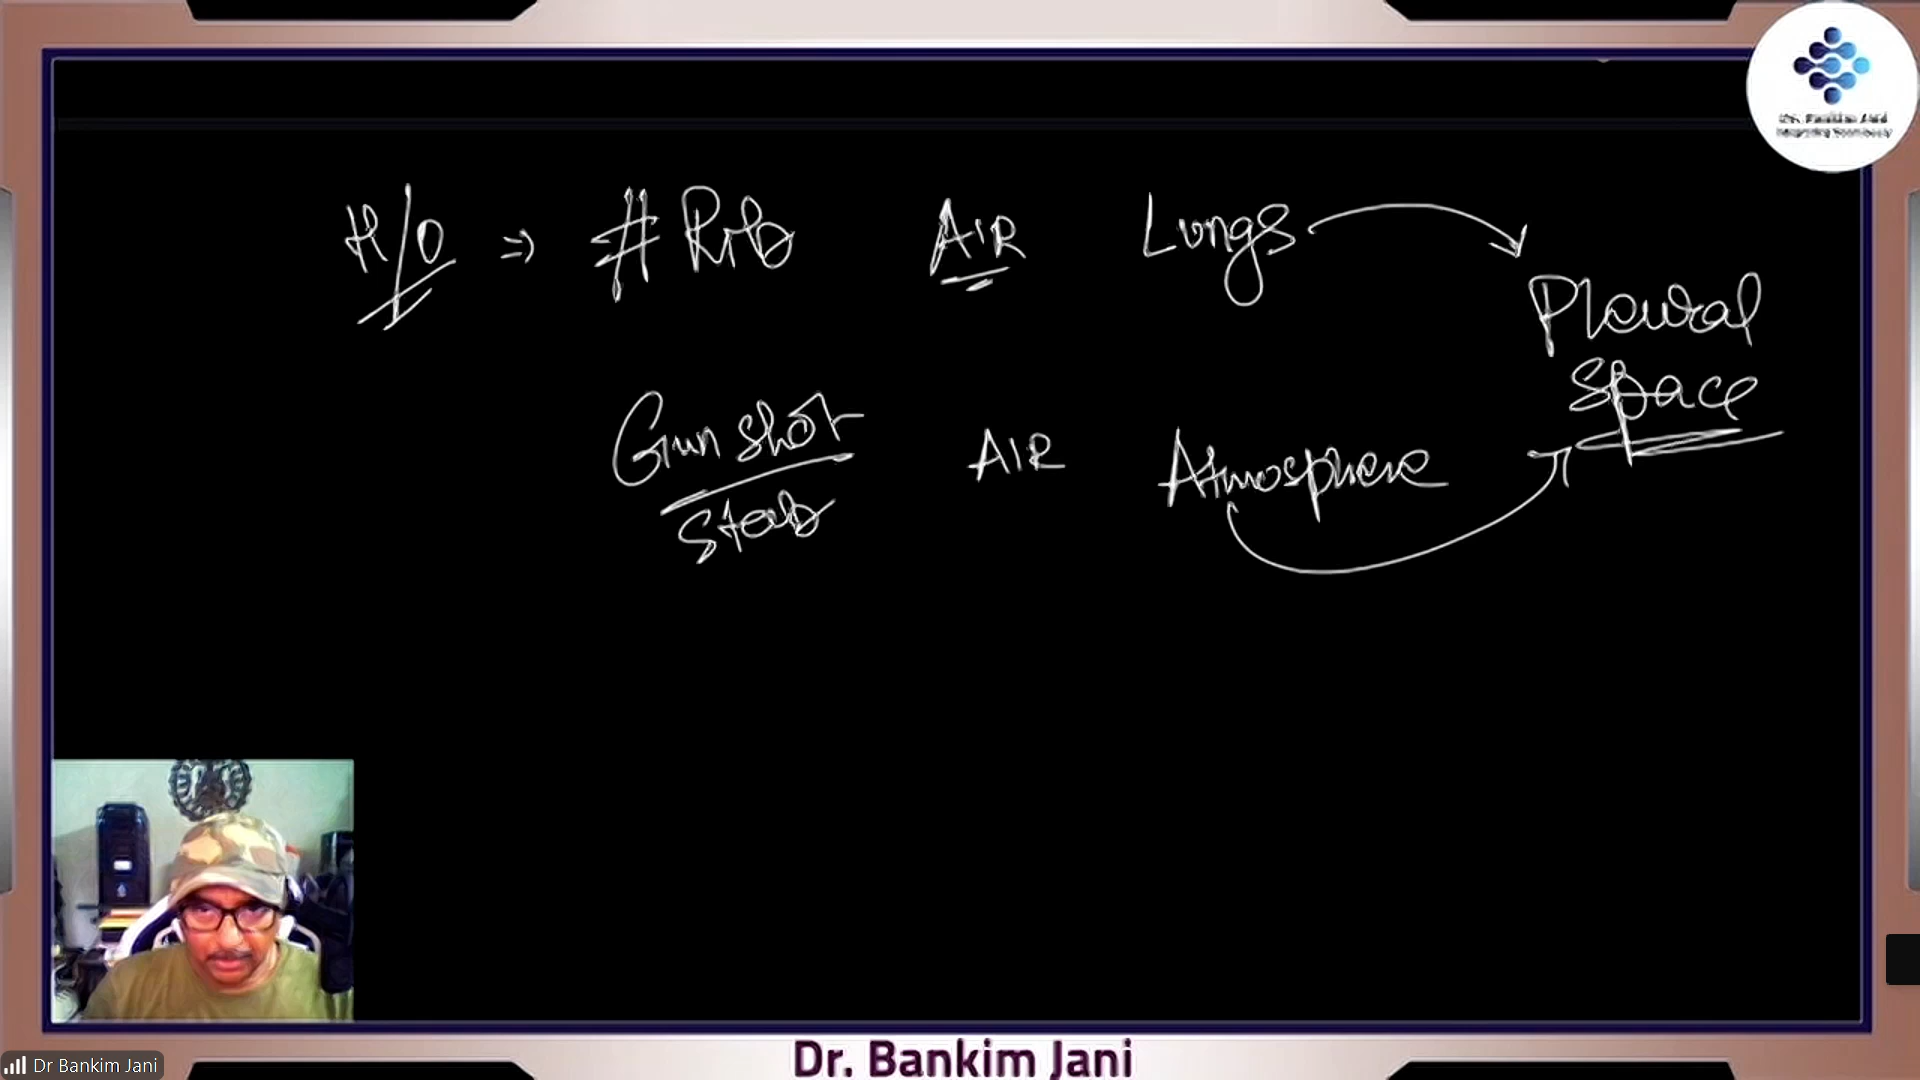 H/O ⇒ # Rib AIR Lungs
Pleural
space
Gun shot AIR Atmosphere
Stab
Dr. Bankim Jani
Dr Bankim Jani